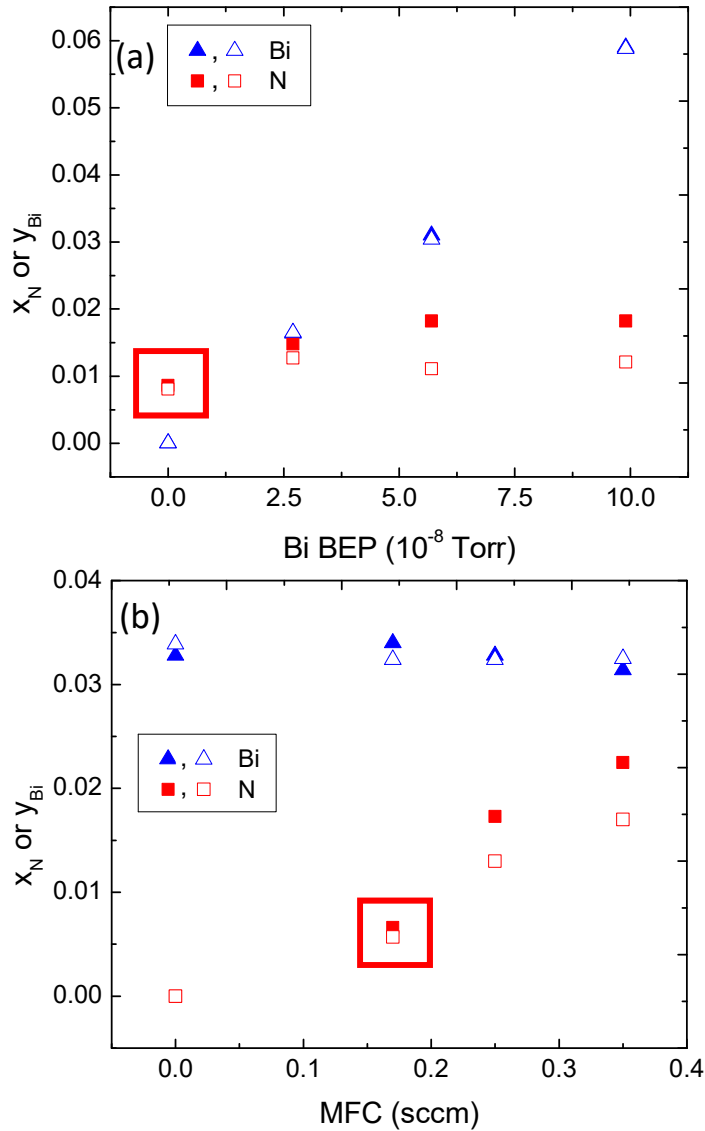 (a)
▲, △ Bi
■, □ N
0.06
0.05
0.04
0.03
0.02
0.01
0.00
x_N or y_Bi
0.0 2.5 5.0 7.5 10.0
Bi BEP (10^-8 Torr)
(b)
▲, △ Bi
■, □ N
0.04
0.03
0.02
0.01
0.00
x_N or y_Bi
0.0 0.1 0.2 0.3 0.4
MFC (sccm)